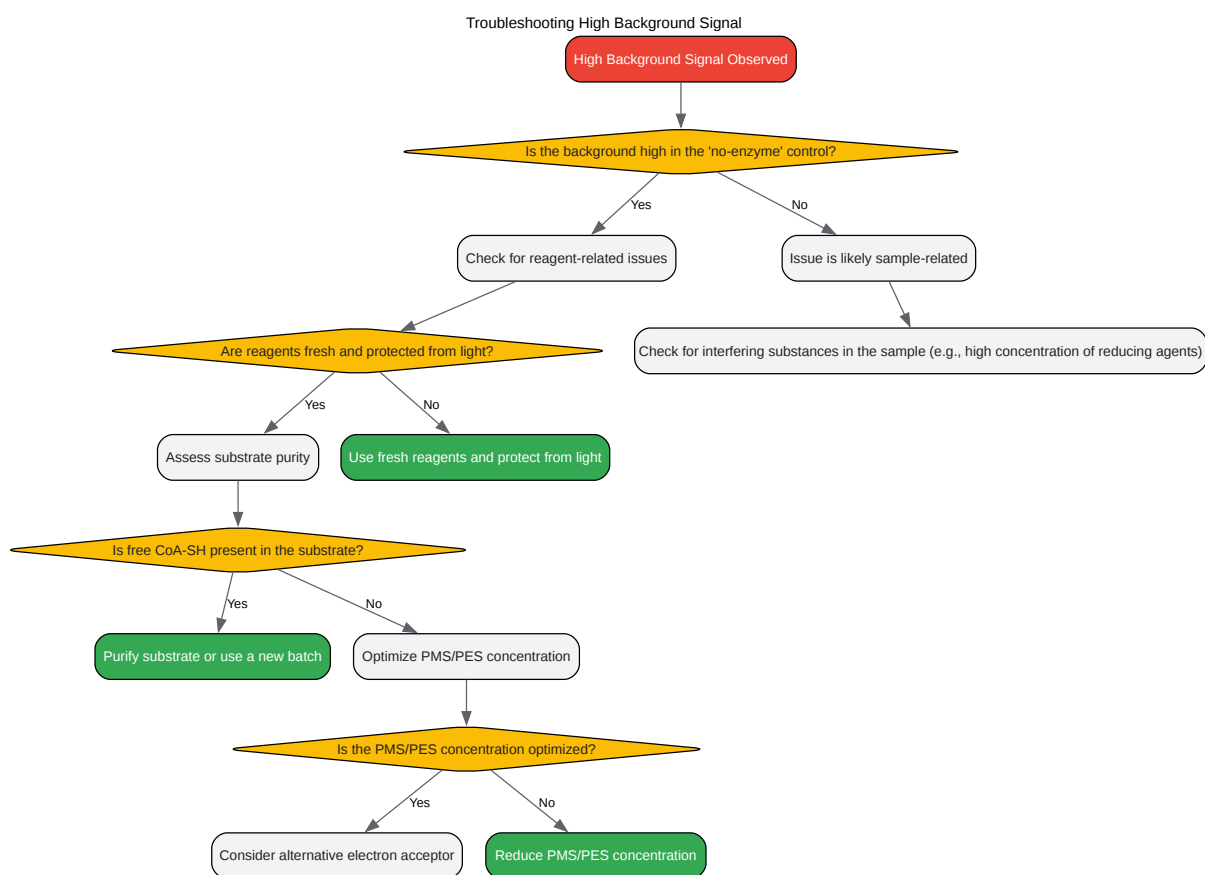 Troubleshooting High Background Signal
High Background Signal Observed
Is the background high in the 'no-enzyme' control?
Yes
No
Check for reagent-related issues
Issue is likely sample-related
Are reagents fresh and protected from light?
Check for interfering substances in the sample (e.g., high concentration of reducing agents)
Yes
No
Assess substrate purity
Use fresh reagents and protect from light
Is free CoA-SH present in the substrate?
Yes
No
Purify substrate or use a new batch
Optimize PMS/PES concentration
Is the PMS/PES concentration optimized?
Yes
No
Consider alternative electron acceptor
Reduce PMS/PES concentration